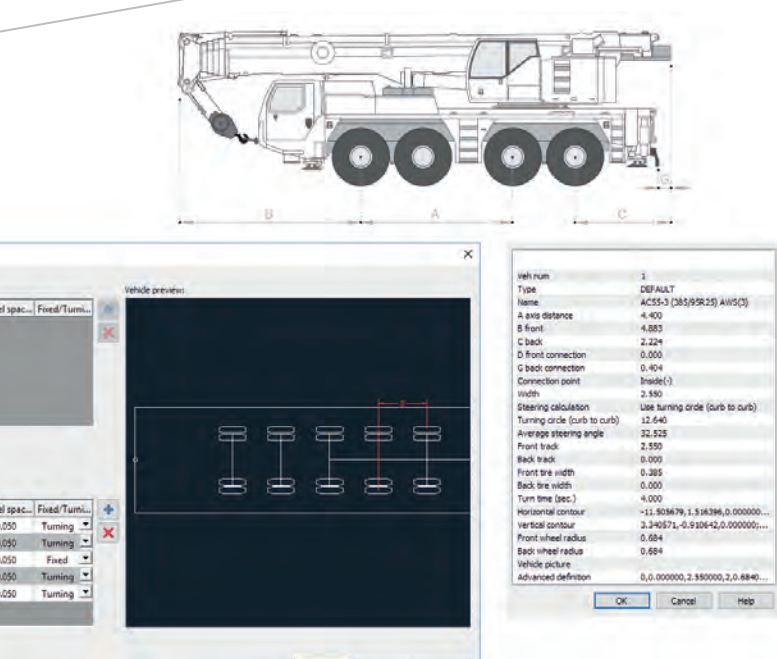 B
A
C
G
el spac... Fixed/Turni...
Vehicle preview:
el spac... Fixed/Turni...
.050 Turning
.050 Turning
.050 Fixed
.050 Turning
.050 Turning
Veh num 1
Type DEFAULT
Name AC55-3 (385/95R25) AWS(3)
A axis distance 4.400
B front 4.883
C back 2.224
D front connection 0.000
G back connection 0.404
Connection point Inside(-)
Width 2.550
Steering calculation Use turning circle (curb to curb)
Turning circle (curb to curb) 12.640
Average steering angle 32.525
Front track 2.550
Back track 0.000
Front tire width 0.385
Back tire width 0.000
Turn time (sec.) 4.000
Horizontal contour -11.505679,1.516396,0.000000...
Vertical contour 3.340571,-0.910642,0.000000;...
Front wheel radius 0.684
Back wheel radius 0.684
Vehicle picture
Advanced definition 0,0.000000,2.550000,2,0.6840...
OK Cancel Help